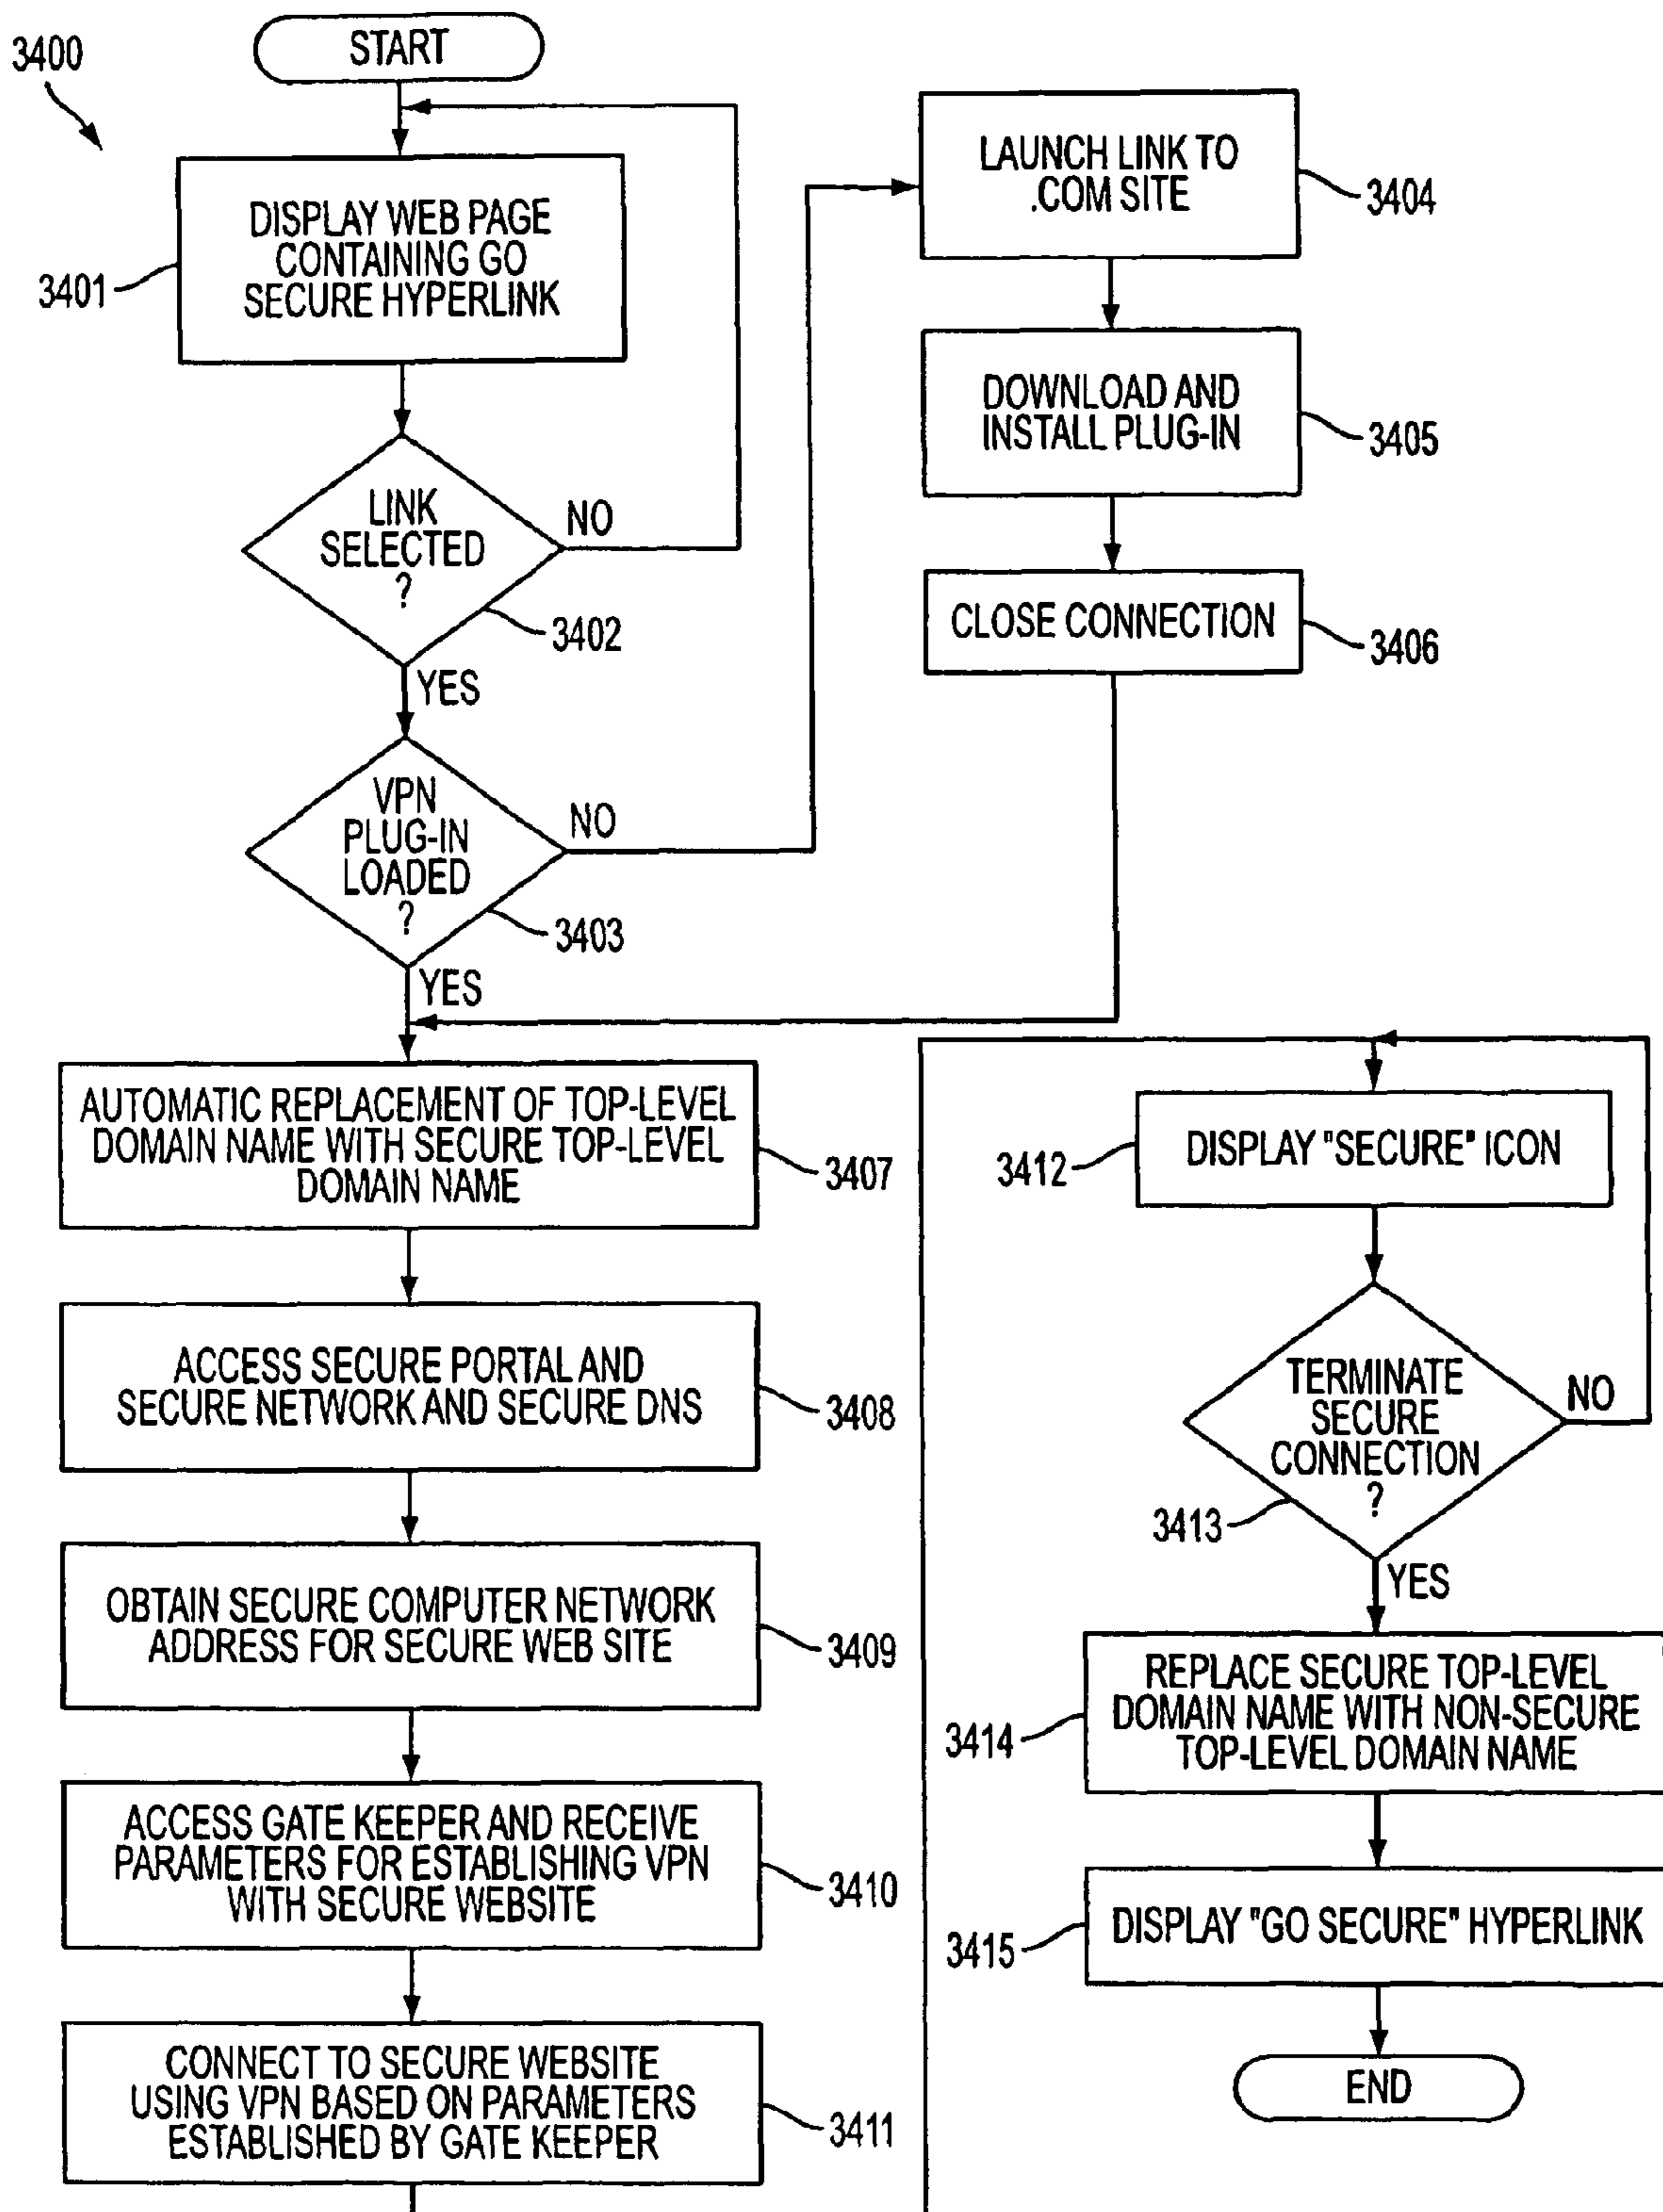 3400
START
DISPLAY WEB PAGE
CONTAINING GO
SECURE HYPERLINK
3401
LINK
SELECTED
?
NO
3402
YES
VPN
PLUG-IN
LOADED
?
NO
3403
YES
LAUNCH LINK TO
.COM SITE
3404
DOWNLOAD AND
INSTALL PLUG-IN
3405
CLOSE CONNECTION
3406
AUTOMATIC REPLACEMENT OF TOP-LEVEL
DOMAIN NAME WITH SECURE TOP-LEVEL
DOMAIN NAME
3407
ACCESS SECURE PORTAL AND
SECURE NETWORK AND SECURE DNS
3408
OBTAIN SECURE COMPUTER NETWORK
ADDRESS FOR SECURE WEB SITE
3409
ACCESS GATE KEEPER AND RECEIVE
PARAMETERS FOR ESTABLISHING VPN
WITH SECURE WEBSITE
3410
CONNECT TO SECURE WEBSITE
USING VPN BASED ON PARAMETERS
ESTABLISHED BY GATE KEEPER
3411
DISPLAY "SECURE" ICON
3412
TERMINATE
SECURE
CONNECTION
?
NO
3413
YES
REPLACE SECURE TOP-LEVEL
DOMAIN NAME WITH NON-SECURE
TOP-LEVEL DOMAIN NAME
3414
DISPLAY "GO SECURE" HYPERLINK
3415
END